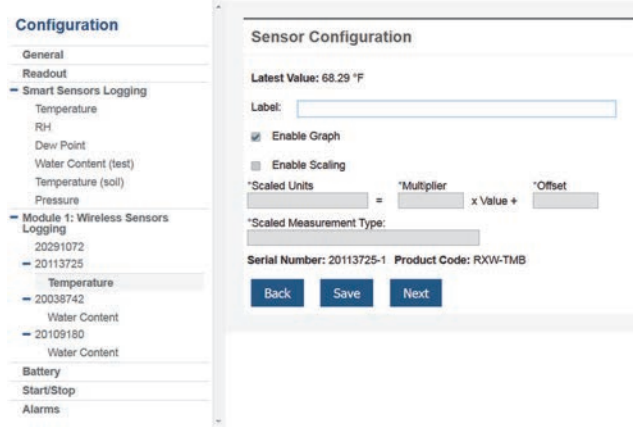 Configuration
General
Readout
Smart Sensors Logging
Temperature
RH
Dew Point
Water Content (test)
Temperature (soil)
Pressure
Module 1: Wireless Sensors
Logging
20291072
20113725
Temperature
20038742
Water Content
20109180
Water Content
Battery
Start/Stop
Alarms
Sensor Configuration
Latest Value: 68.29 °F
Label:
Enable Graph
Enable Scaling
*Scaled Units *Multiplier *Offset
= x Value +
*Scaled Measurement Type:
Serial Number: 20113725-1 Product Code: RXW-TMB
Back Save Next